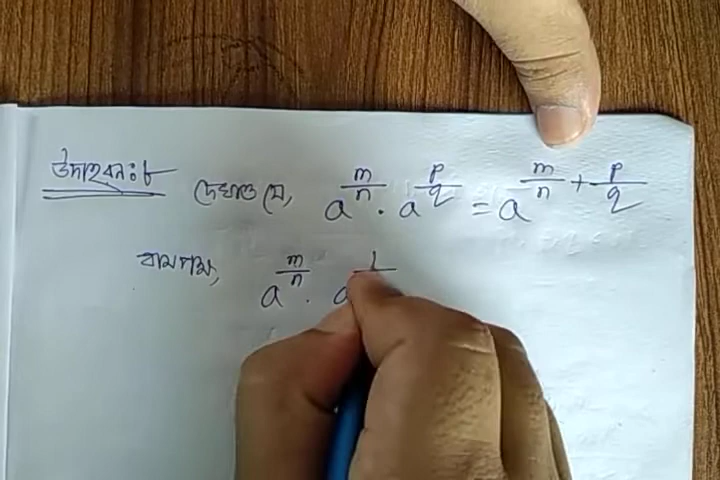 উদাহরণঃ ৮ দেখাও যে, a^{m/n} · a^{p/q} = a^{m/n + p/q}
বামপক্ষ, a^{m/n} · a